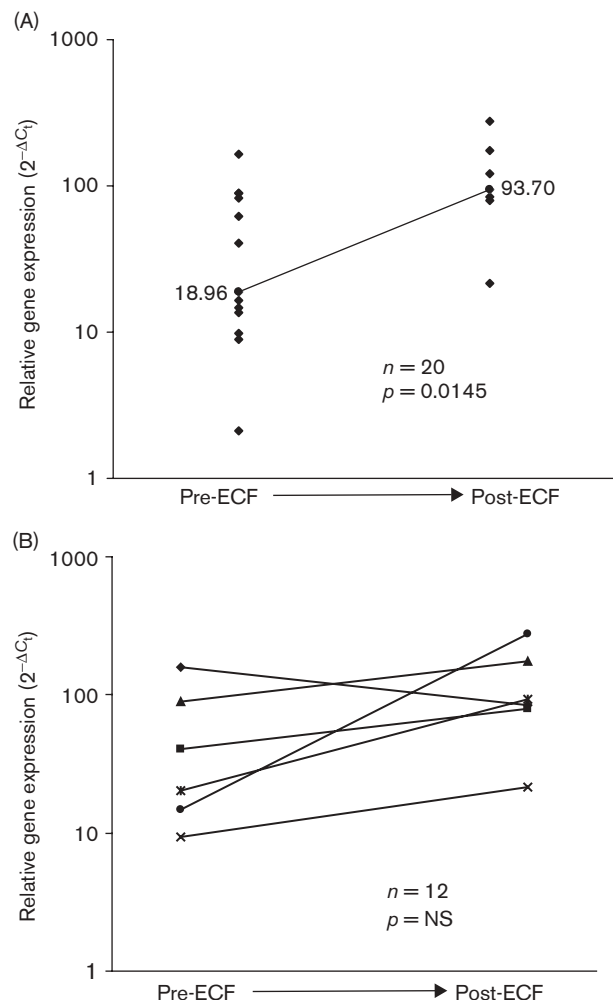 (A)
1000
100
10
1
Relative gene expression (2^−ΔCt)
18.96
93.70
n = 20
p = 0.0145
Pre-ECF
Post-ECF
(B)
1000
100
10
1
Relative gene expression (2^−ΔCt)
n = 12
p = NS
Pre-ECF
Post-ECF